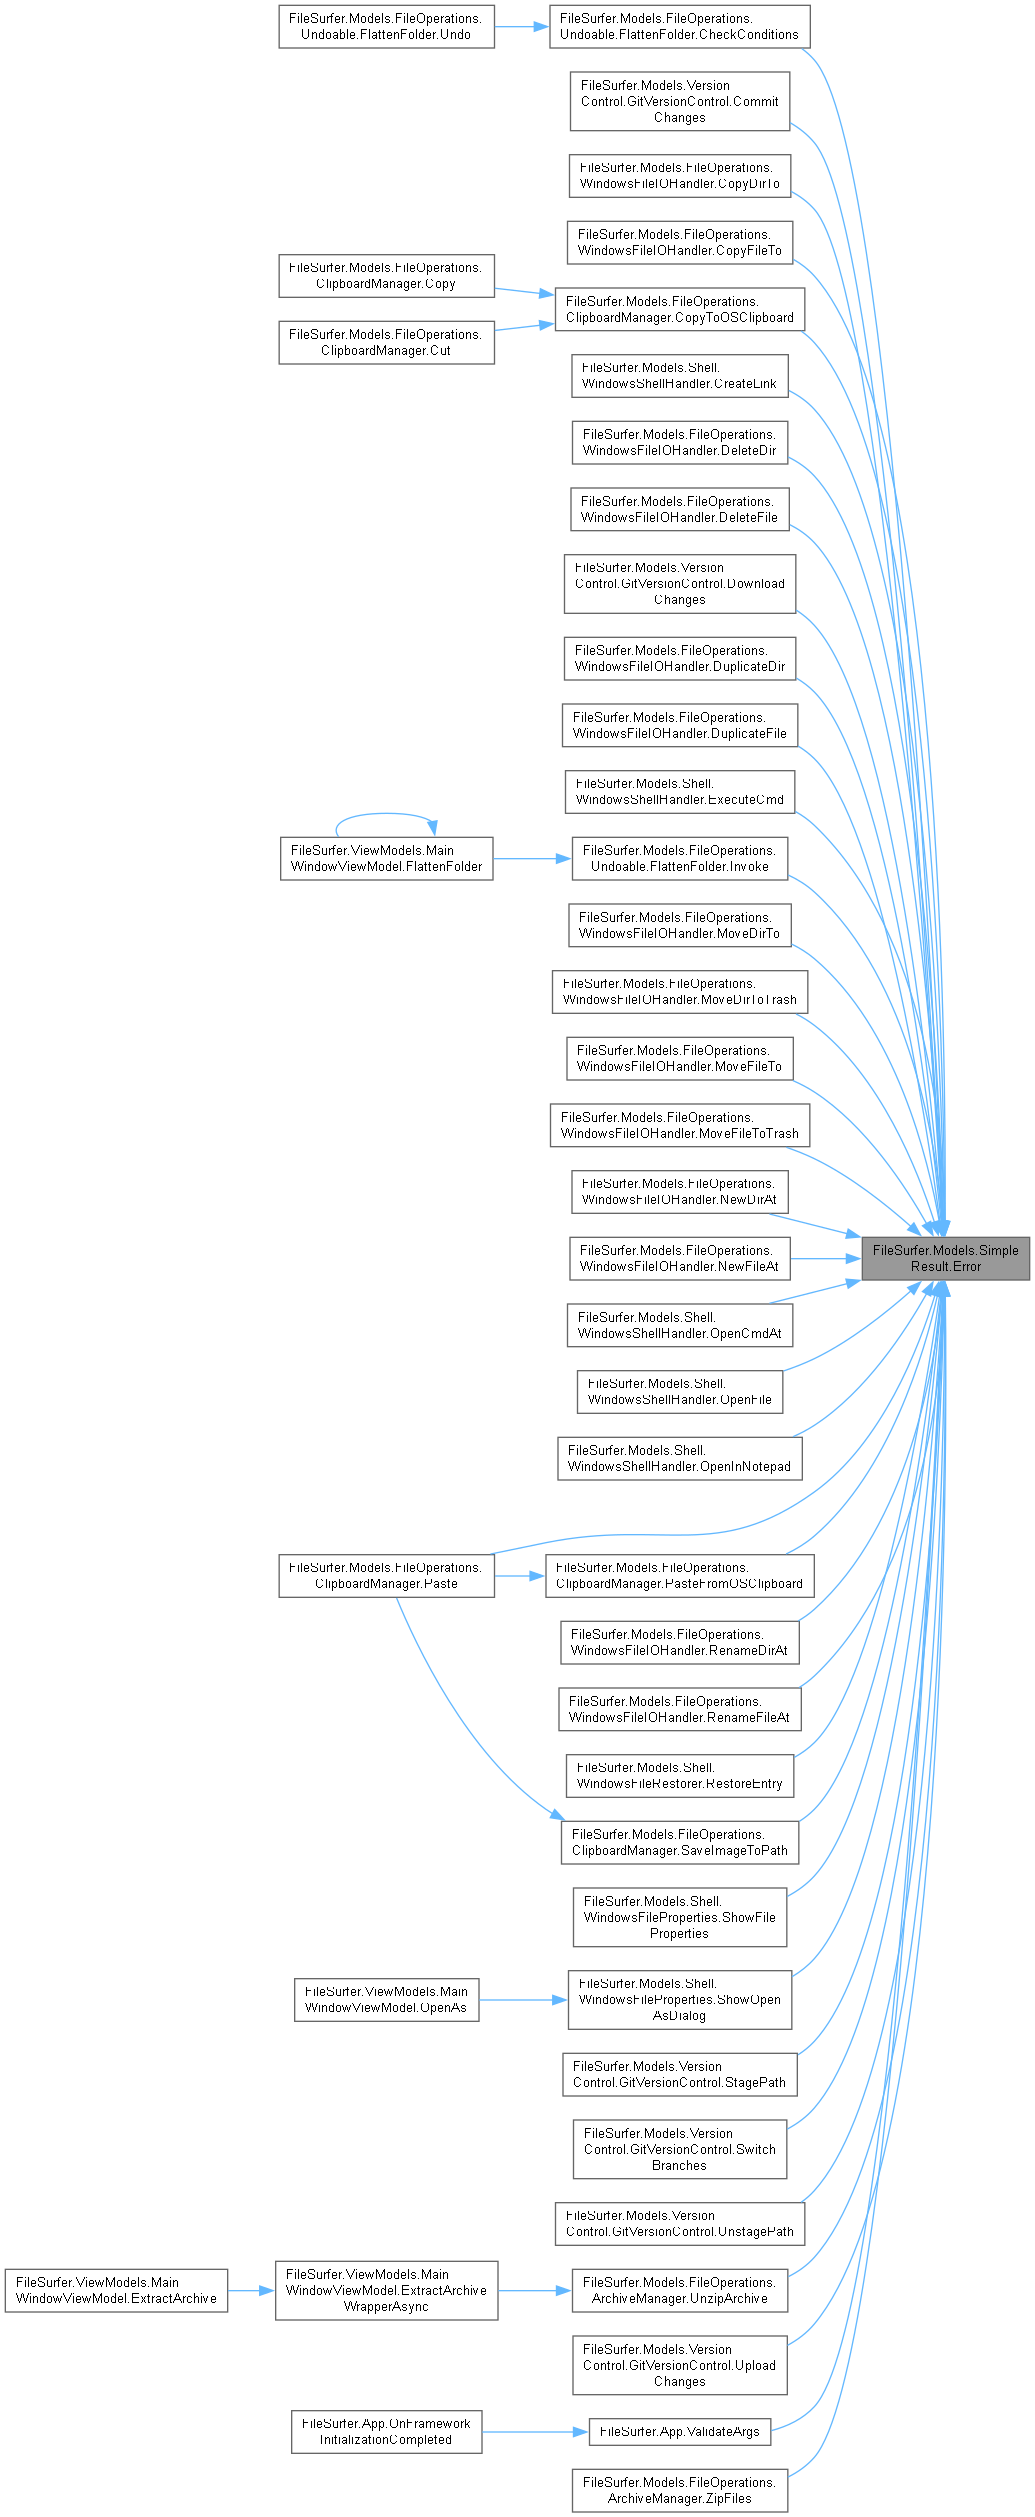 FileSurfer.Models.FileOperations.
Undoable.FlattenFolder.Undo
FileSurfer.Models.FileOperations.
Undoable.FlattenFolder.CheckConditions
FileSurfer.Models.Version
Control.GitVersionControl.Commit
Changes
FileSurfer.Models.FileOperations.
WindowsFileIOHandler.CopyDirTo
FileSurfer.Models.FileOperations.
WindowsFileIOHandler.CopyFileTo
FileSurfer.Models.FileOperations.
ClipboardManager.Copy
FileSurfer.Models.FileOperations.
ClipboardManager.CopyToOSClipboard
FileSurfer.Models.FileOperations.
ClipboardManager.Cut
FileSurfer.Models.Shell.
WindowsShellHandler.CreateLink
FileSurfer.Models.FileOperations.
WindowsFileIOHandler.DeleteDir
FileSurfer.Models.FileOperations.
WindowsFileIOHandler.DeleteFile
FileSurfer.Models.Version
Control.GitVersionControl.Download
Changes
FileSurfer.Models.FileOperations.
WindowsFileIOHandler.DuplicateDir
FileSurfer.Models.FileOperations.
WindowsFileIOHandler.DuplicateFile
FileSurfer.Models.Shell.
WindowsShellHandler.ExecuteCmd
FileSurfer.ViewModels.Main
WindowViewModel.FlattenFolder
FileSurfer.Models.FileOperations.
Undoable.FlattenFolder.Invoke
FileSurfer.Models.FileOperations.
WindowsFileIOHandler.MoveDirTo
FileSurfer.Models.FileOperations.
WindowsFileIOHandler.MoveDirToTrash
FileSurfer.Models.FileOperations.
WindowsFileIOHandler.MoveFileTo
FileSurfer.Models.FileOperations.
WindowsFileIOHandler.MoveFileToTrash
FileSurfer.Models.FileOperations.
WindowsFileIOHandler.NewDirAt
FileSurfer.Models.FileOperations.
WindowsFileIOHandler.NewFileAt
FileSurfer.Models.Simple
Result.Error
FileSurfer.Models.Shell.
WindowsShellHandler.OpenCmdAt
FileSurfer.Models.Shell.
WindowsShellHandler.OpenFile
FileSurfer.Models.Shell.
WindowsShellHandler.OpenInNotepad
FileSurfer.Models.FileOperations.
ClipboardManager.Paste
FileSurfer.Models.FileOperations.
ClipboardManager.PasteFromOSClipboard
FileSurfer.Models.FileOperations.
WindowsFileIOHandler.RenameDirAt
FileSurfer.Models.FileOperations.
WindowsFileIOHandler.RenameFileAt
FileSurfer.Models.Shell.
WindowsFileRestorer.RestoreEntry
FileSurfer.Models.FileOperations.
ClipboardManager.SaveImageToPath
FileSurfer.Models.Shell.
WindowsFileProperties.ShowFile
Properties
FileSurfer.ViewModels.Main
WindowViewModel.OpenAs
FileSurfer.Models.Shell.
WindowsFileProperties.ShowOpen
AsDialog
FileSurfer.Models.Version
Control.GitVersionControl.StagePath
FileSurfer.Models.Version
Control.GitVersionControl.Switch
Branches
FileSurfer.Models.Version
Control.GitVersionControl.UnstagePath
FileSurfer.ViewModels.Main
WindowViewModel.ExtractArchive
FileSurfer.ViewModels.Main
WindowViewModel.ExtractArchive
WrapperAsync
FileSurfer.Models.FileOperations.
ArchiveManager.UnzipArchive
FileSurfer.Models.Version
Control.GitVersionControl.Upload
Changes
FileSurfer.App.OnFramework
InitializationCompleted
FileSurfer.App.ValidateArgs
FileSurfer.Models.FileOperations.
ArchiveManager.ZipFiles